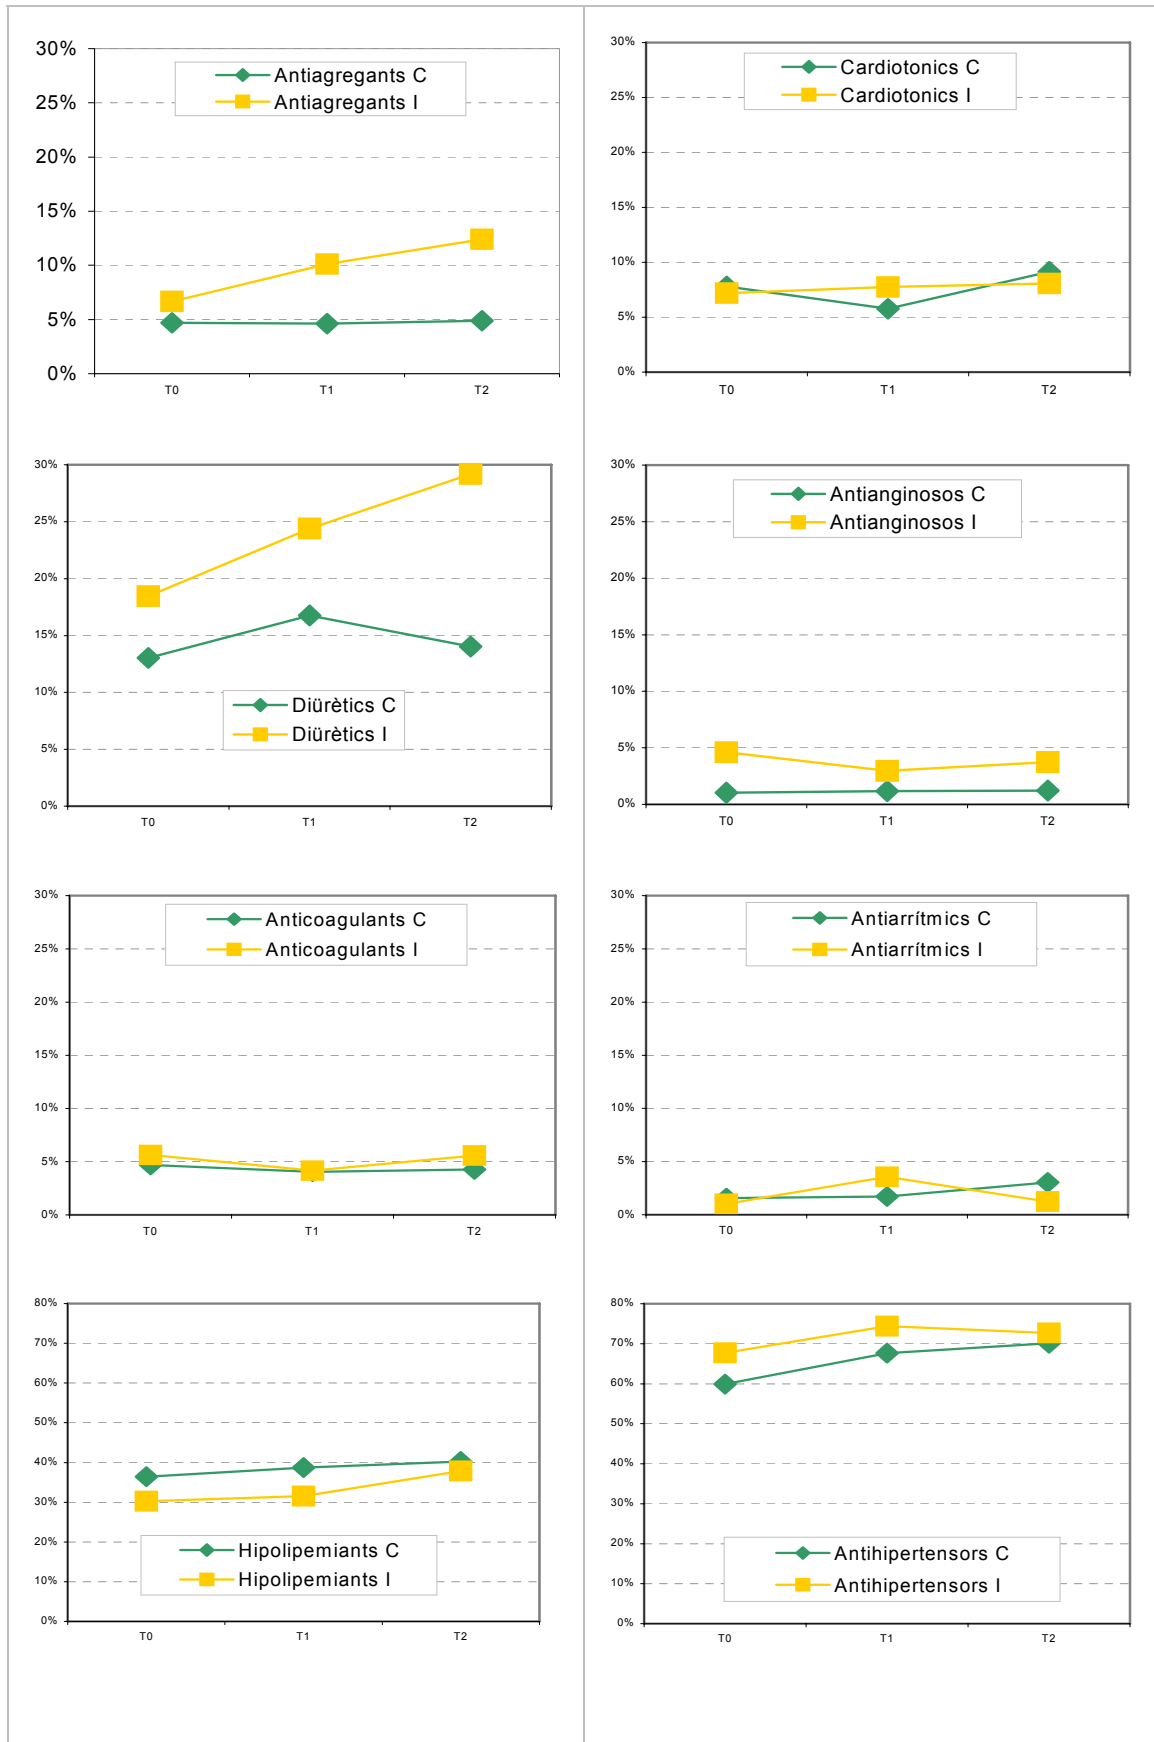 30%
25%
20%
15%
10%
5%
0%
Antiagregants C
Antiagregants I
T0 T1 T2
30%
25%
20%
15%
10%
5%
0%
Cardiotonics C
Cardiotonics I
T0 T1 T2
30%
25%
20%
15%
10%
5%
0%
Diürètics C
Diürètics I
T0 T1 T2
30%
25%
20%
15%
10%
5%
0%
Antianginosos C
Antianginosos I
T0 T1 T2
30%
25%
20%
15%
10%
5%
0%
Anticoagulants C
Anticoagulants I
T0 T1 T2
30%
25%
20%
15%
10%
5%
0%
Antiarrítmics C
Antiarrítmics I
T0 T1 T2
80%
70%
60%
50%
40%
30%
20%
10%
0%
Hipolipemiants C
Hipolipemiants I
T0 T1 T2
80%
70%
60%
50%
40%
30%
20%
10%
0%
Antihipertensors C
Antihipertensors I
T0 T1 T2